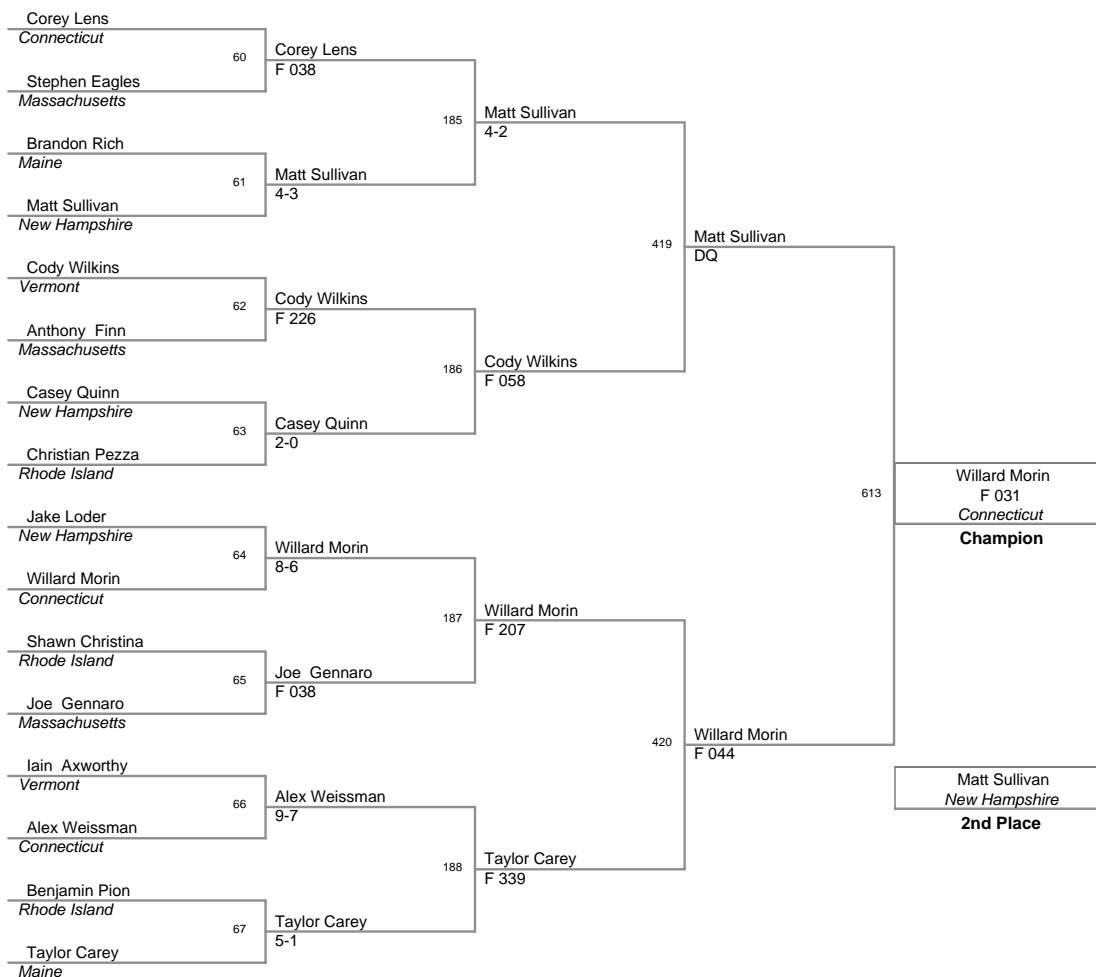 Corey Lens
Connecticut
60
Corey Lens
F 038
Stephen Eagles
Massachusetts
185
Matt Sullivan
4-2
Brandon Rich
Maine
61
Matt Sullivan
4-3
Matt Sullivan
New Hampshire
419
Matt Sullivan
DQ
Cody Wilkins
Vermont
62
Cody Wilkins
F 226
Anthony  Finn
Massachusetts
186
Cody Wilkins
F 058
Casey Quinn
New Hampshire
63
Casey Quinn
2-0
Christian Pezza
Rhode Island
613
Willard Morin
F 031
Connecticut
Champion
Jake Loder
New Hampshire
64
Willard Morin
8-6
Willard Morin
Connecticut
187
Willard Morin
F 207
Shawn Christina
Rhode Island
65
Joe  Gennaro
F 038
Joe  Gennaro
Massachusetts
420
Willard Morin
F 044
Iain  Axworthy
Vermont
66
Alex Weissman
9-7
Alex Weissman
Connecticut
188
Taylor Carey
F 339
Benjamin Pion
Rhode Island
67
Taylor Carey
5-1
Taylor Carey
Maine
Matt Sullivan
New Hampshire
2nd Place